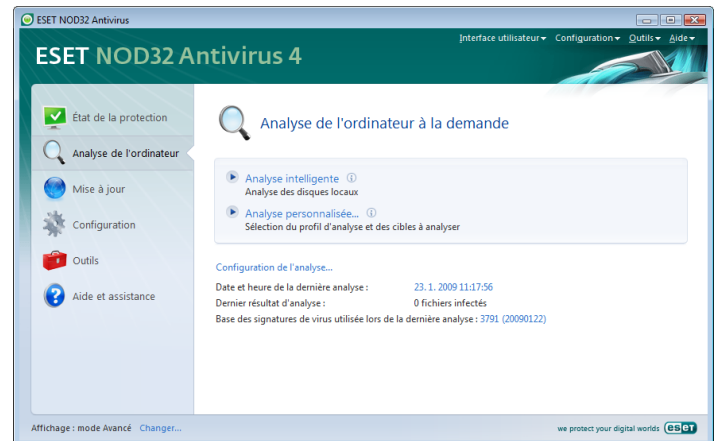 ESET NOD32 Antivirus
Interface utilisateur Configuration Outils Aide
ESET NOD32 Antivirus 4
État de la protection
Analyse de l'ordinateur
Mise à jour
Configuration
Outils
Aide et assistance
Analyse de l'ordinateur à la demande
Analyse intelligente
Analyse des disques locaux
Analyse personnalisée...
Sélection du profil d'analyse et des cibles à analyser
Configuration de l'analyse...
Date et heure de la dernière analyse : 23. 1. 2009 11:17:56
Dernier résultat d'analyse : 0 fichiers infectés
Base des signatures de virus utilisée lors de la dernière analyse : 3791 (20090122)
Affichage : mode Avancé Changer...
we protect your digital worlds eset